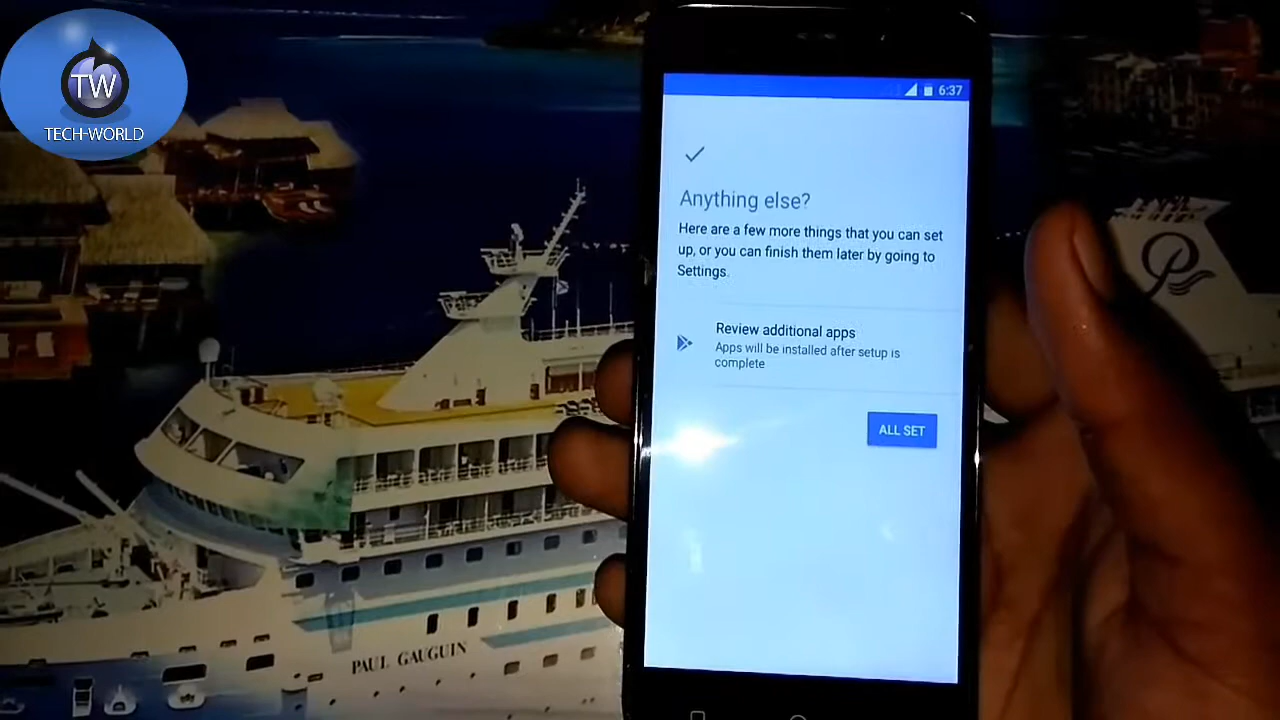 TW
TECH-WORLD
6:37
Anything else?
Here are a few more things that you can set
up, or you can finish them later by going to
Settings.
Review additional apps
Apps will be installed after setup is
complete
ALL SET
PAUL GAUGUIN